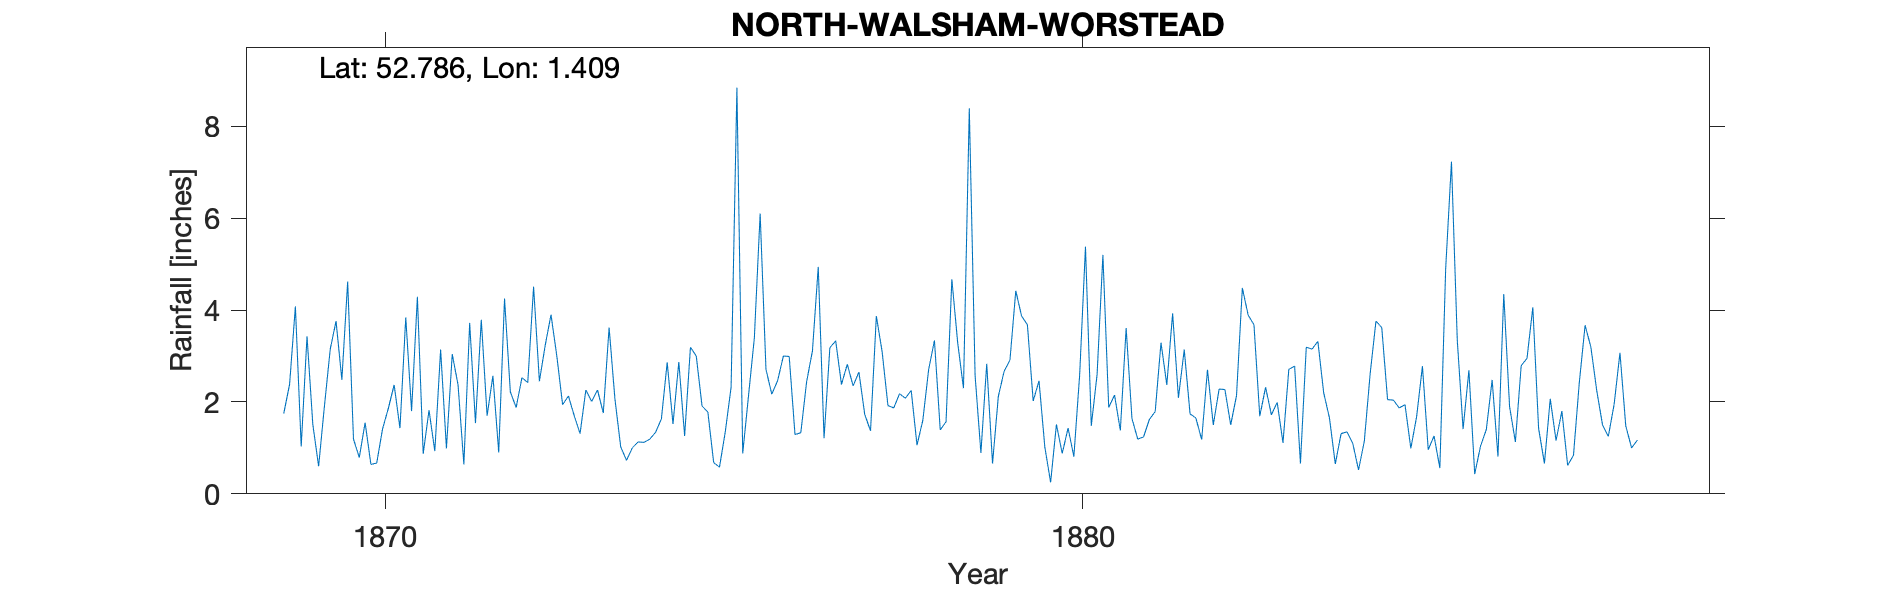 NORTH-WALSHAM-WORSTEAD
Lat: 52.786, Lon: 1.409
8
6
4
2
0
Rainfall [inches]
1870 1880
Year